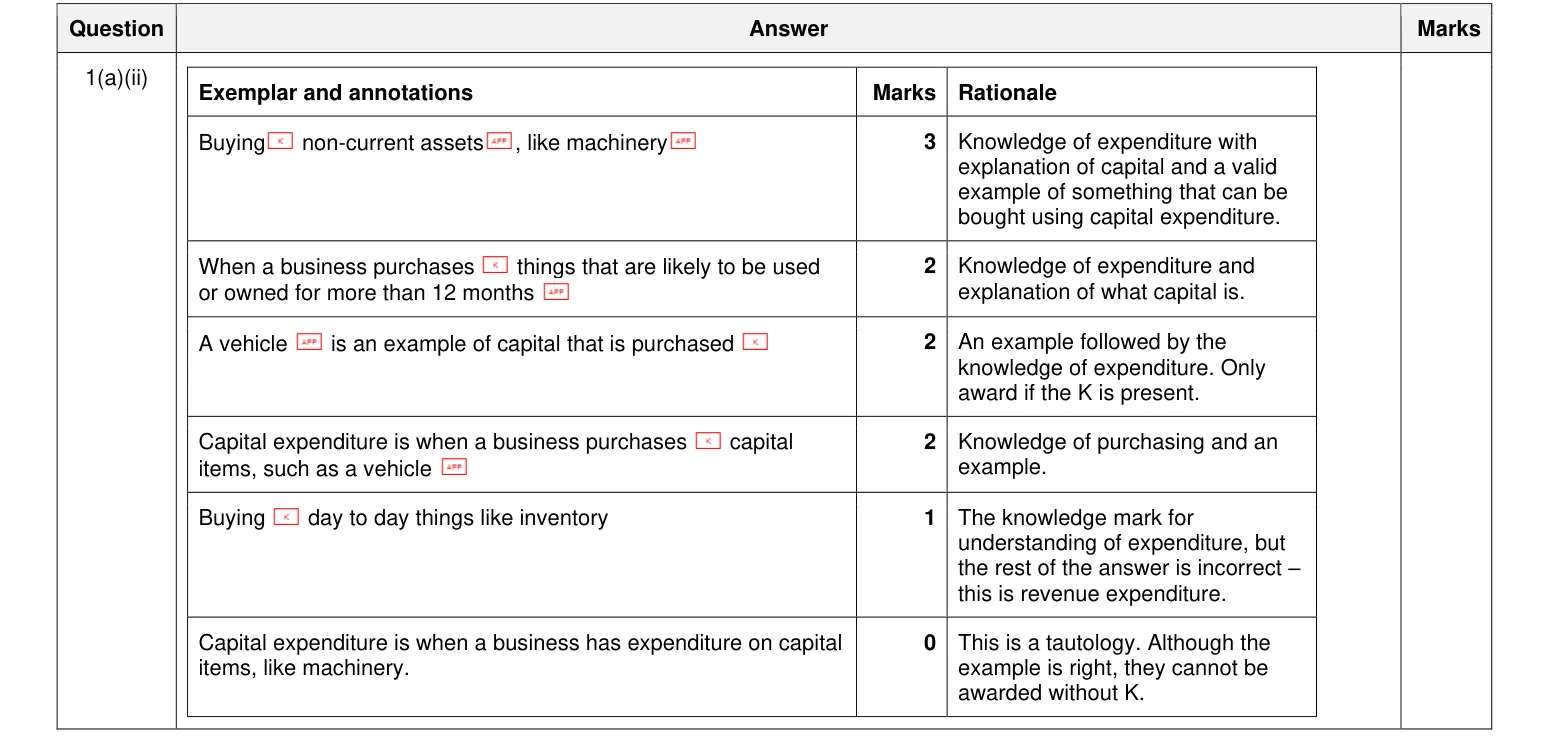 Question Answer Marks
1(a)(ii)
Exemplar and annotations Marks Rationale
Buying K non-current assets APP , like machinery APP 3 Knowledge of expenditure with
explanation of capital and a valid
example of something that can be
bought using capital expenditure.
When a business purchases K things that are likely to be used 2 Knowledge of expenditure and
or owned for more than 12 months APP explanation of what capital is.
A vehicle APP is an example of capital that is purchased K 2 An example followed by the
knowledge of expenditure. Only
award if the K is present.
Capital expenditure is when a business purchases K capital 2 Knowledge of purchasing and an
items, such as a vehicle APP example.
Buying K day to day things like inventory 1 The knowledge mark for
understanding of expenditure, but
the rest of the answer is incorrect –
this is revenue expenditure.
Capital expenditure is when a business has expenditure on capital 0 This is a tautology. Although the
items, like machinery. example is right, they cannot be
awarded without K.